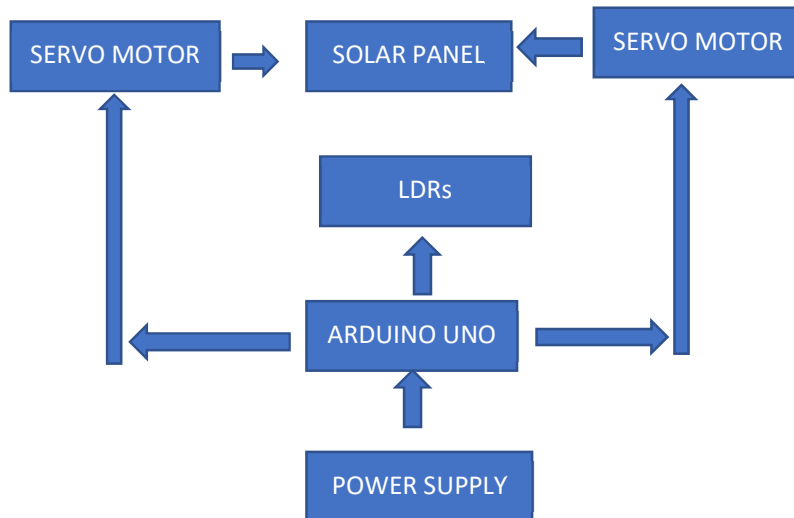 SERVO MOTOR
SOLAR PANEL
SERVO MOTOR
LDRs
ARDUINO UNO
POWER SUPPLY